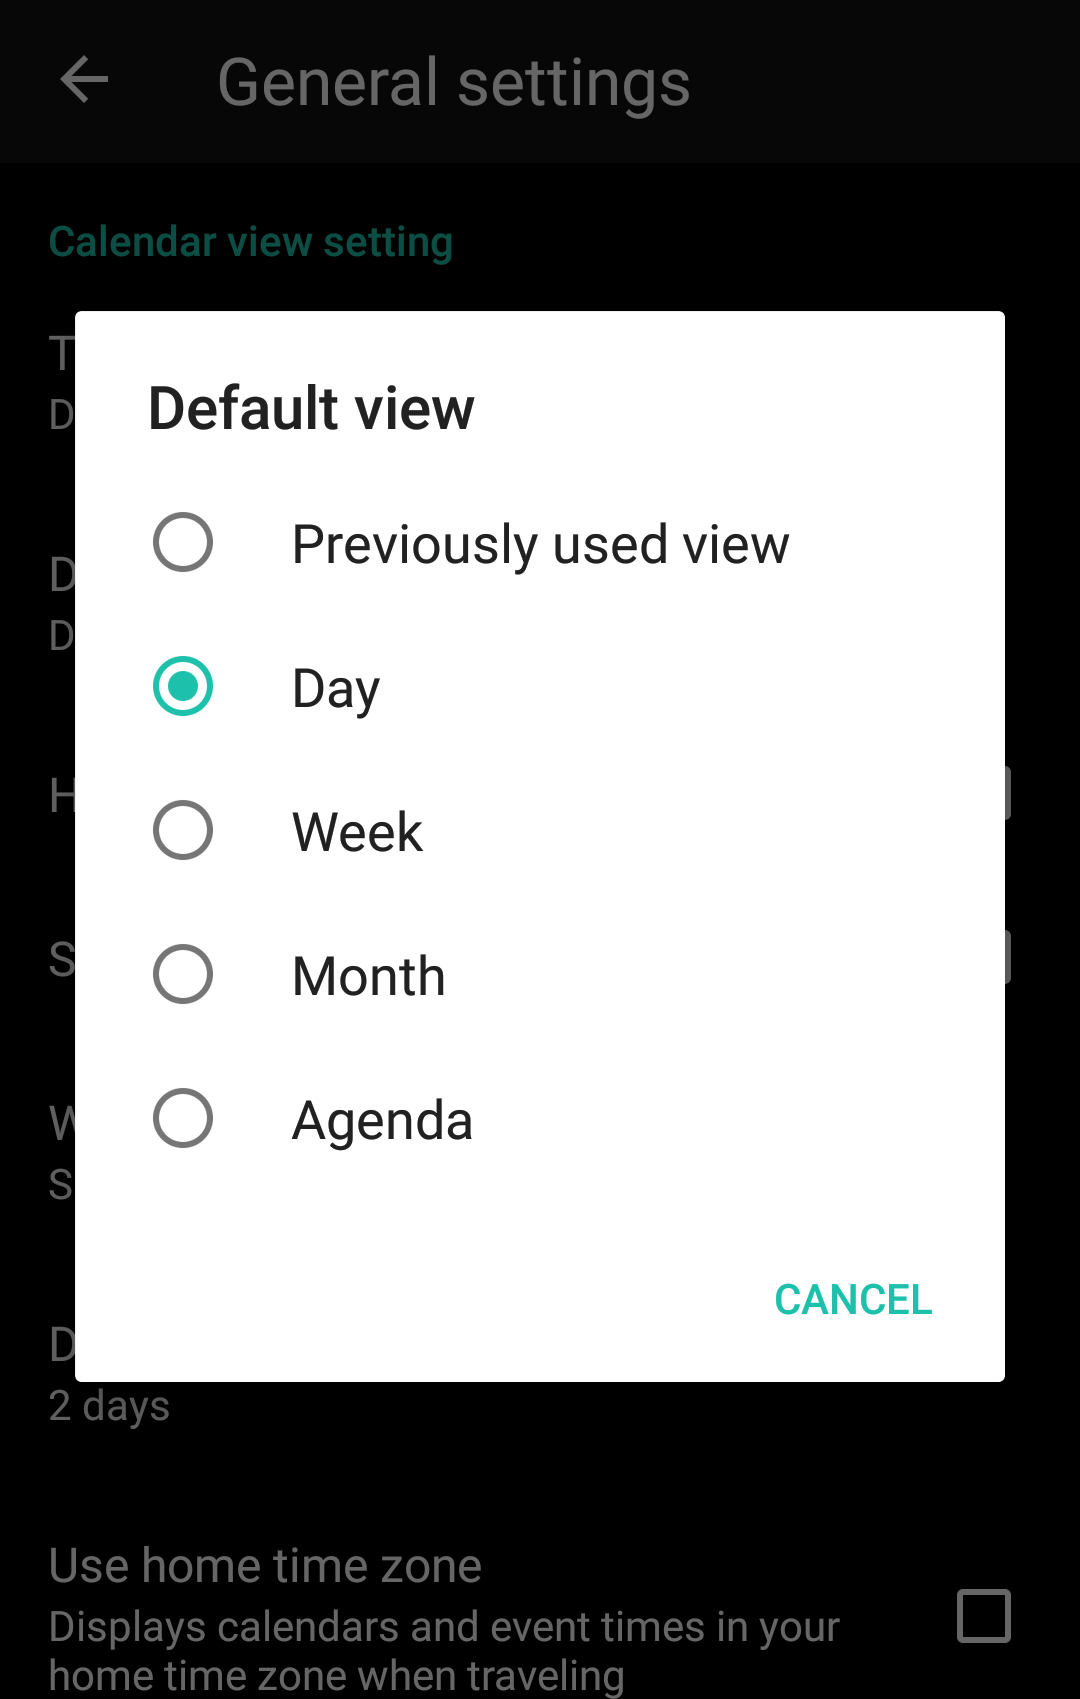 General settings
Calendar view setting
Default view
Previously used view
Day
Week
Month
Agenda
CANCEL
2 days
Use home time zone
Displays calendars and event times in your
home time zone when traveling